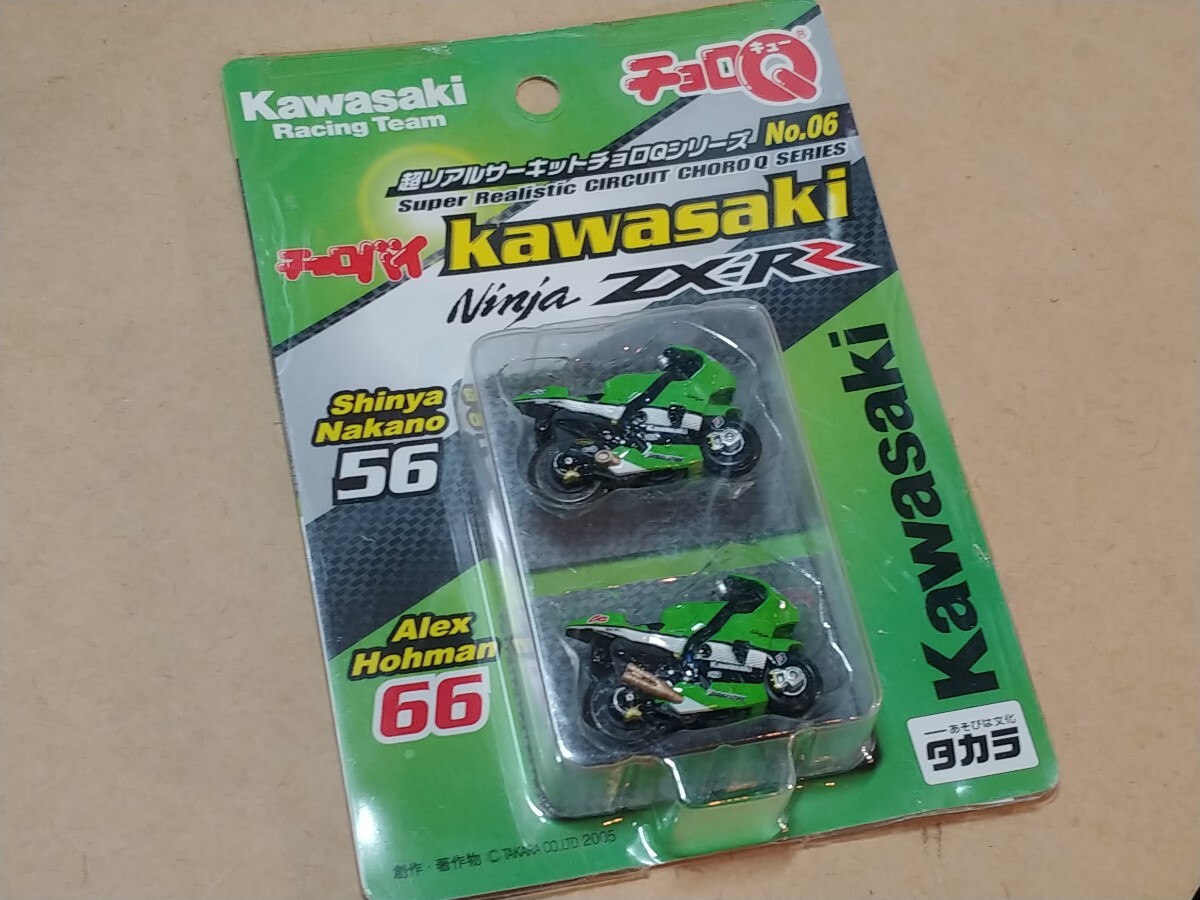 Kawasaki
Racing Team
チョロQ®
キュー
超リアルサーキットチョロQシリーズ No.06
Super Realistic CIRCUIT CHORO Q SERIES
チョロバイ
kawasaki
Ninja ZX-RR
Shinya
Nakano
56
Alex
Hohman
66
Kawasaki
あそびは文化
タカラ
創作・著作物 © TAKARA CO.,LTD. 2005